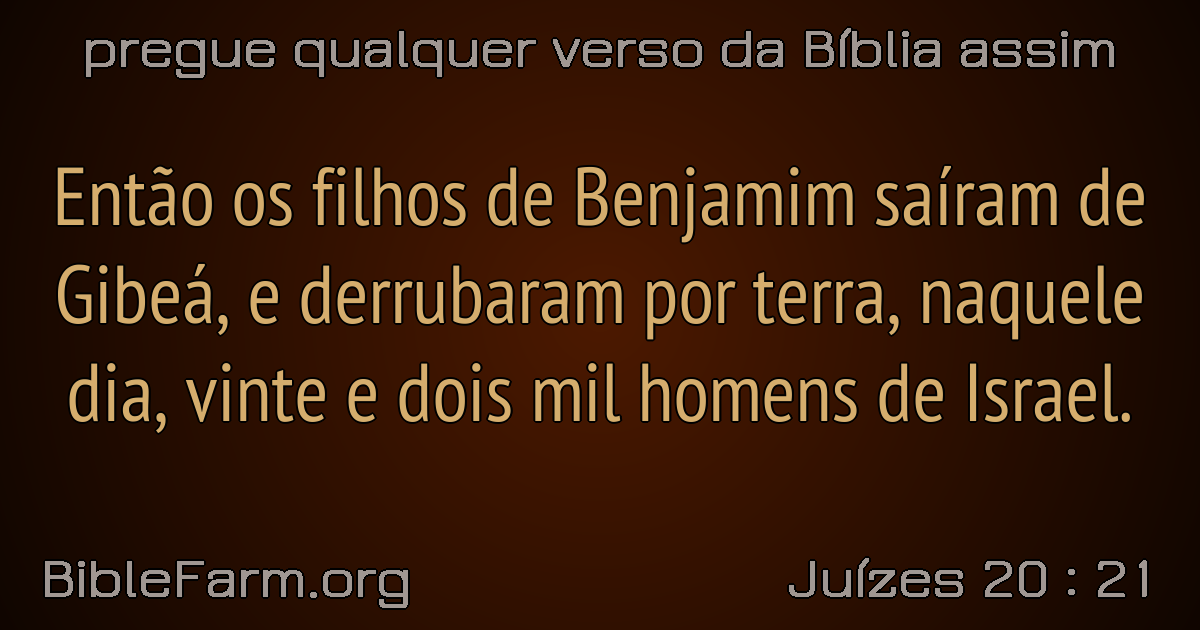 pregue qualquer verso da Bíblia assim
Então os filhos de Benjamim saíram de
Gibeá, e derrubaram por terra, naquele
dia, vinte e dois mil homens de Israel.
BibleFarm.org
Juízes 20 : 21